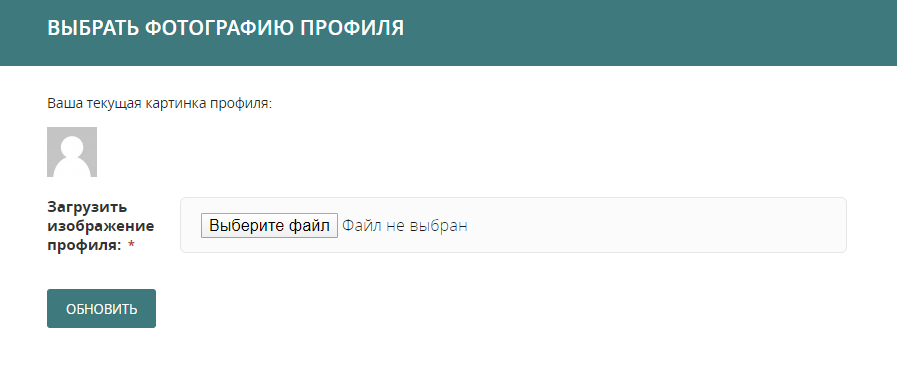 ВЫБРАТЬ ФОТОГРАФИЮ ПРОФИЛЯ
Ваша текущая картинка профиля:
Загрузить
изображение
профиля: *
Выберите файл Файл не выбран
ОБНОВИТЬ